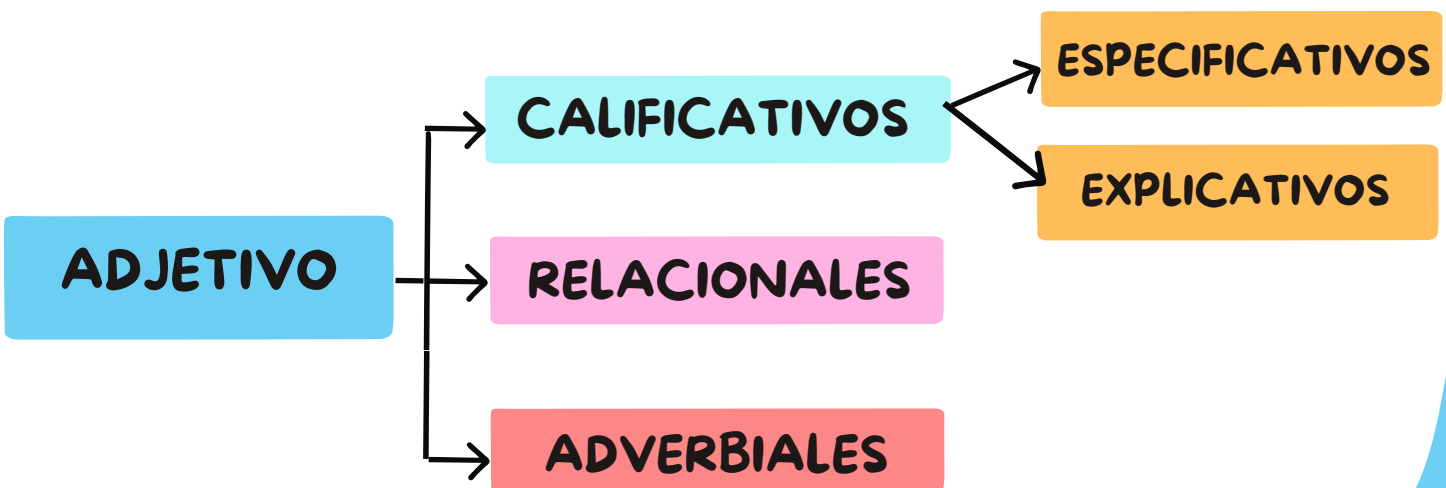 ADJETIVO
CALIFICATIVOS
ESPECIFICATIVOS
EXPLICATIVOS
RELACIONALES
ADVERBIALES